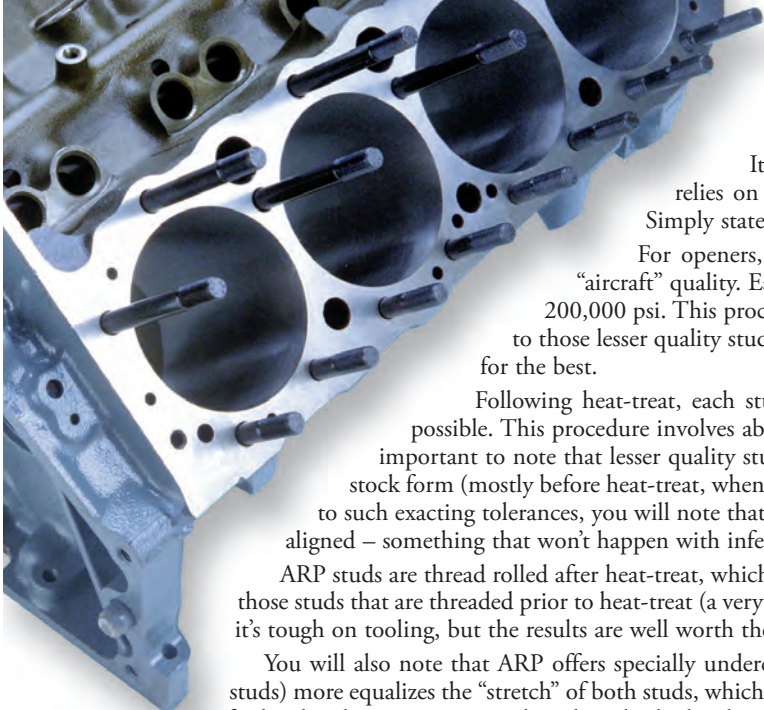 It
relies on
Simply state
For openers,
“aircraft” quality. Ea
200,000 psi. This proc
to those lesser quality stud
for the best.
Following heat-treat, each stu
possible. This procedure involves ab
important to note that lesser quality stu
stock form (mostly before heat-treat, when
to such exacting tolerances, you will note that
aligned – something that won’t happen with infe
ARP studs are thread rolled after heat-treat, which
those studs that are threaded prior to heat-treat (a very
it’s tough on tooling, but the results are well worth the
You will also note that ARP offers specially underc
studs) more equalizes the “stretch” of both studs, which